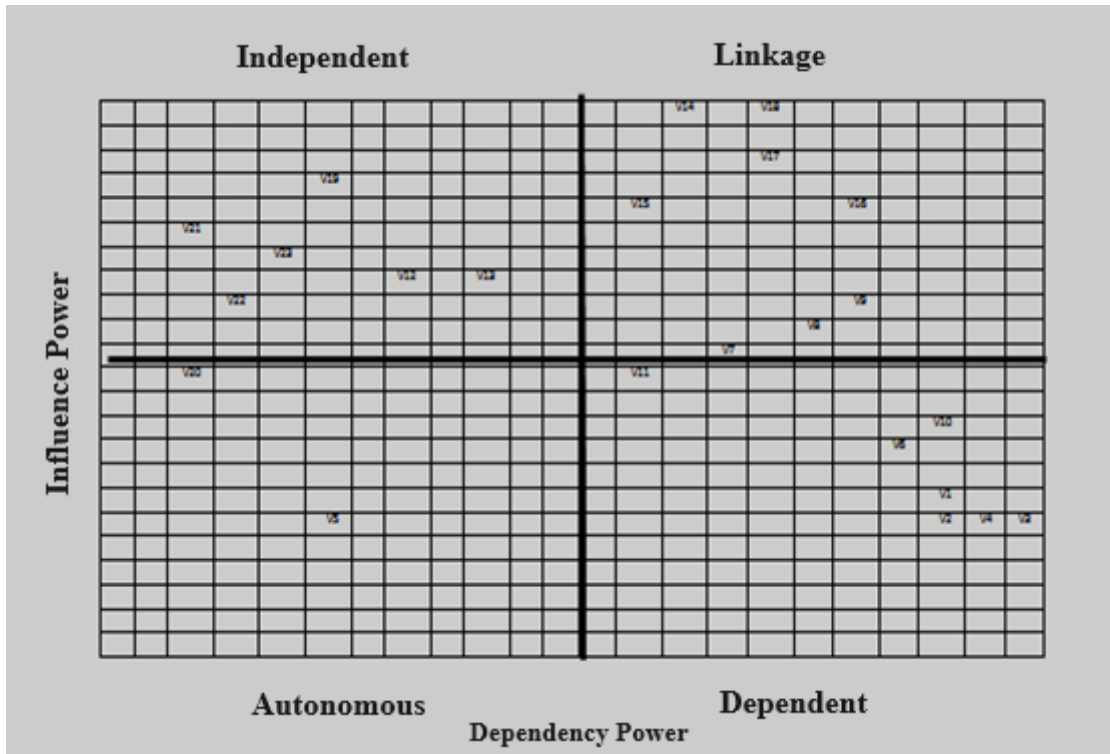 Independent
Linkage
V14 V18
V17
V19
V15 V16
V21
V23
V12 V13
V22 V9
V8
V7
Influence Power
V20 V11
V10
V6
V1
V5 V2 V4 V3
Autonomous
Dependent
Dependency Power